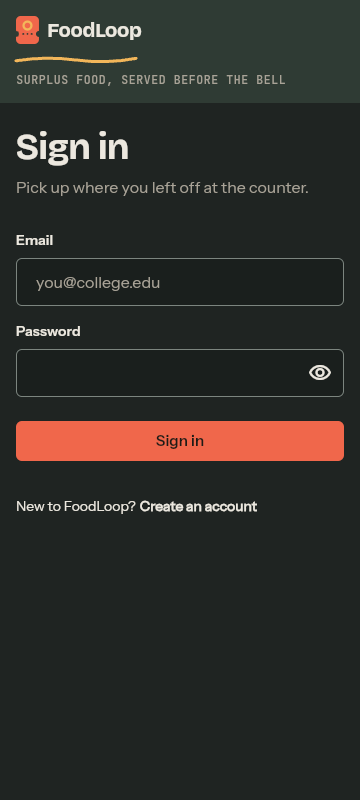 FoodLoop
SURPLUS FOOD, SERVED BEFORE THE BELL
Sign in
Pick up where you left off at the counter.
Email
you@college.edu
Password
Sign in
New to FoodLoop? Create an account